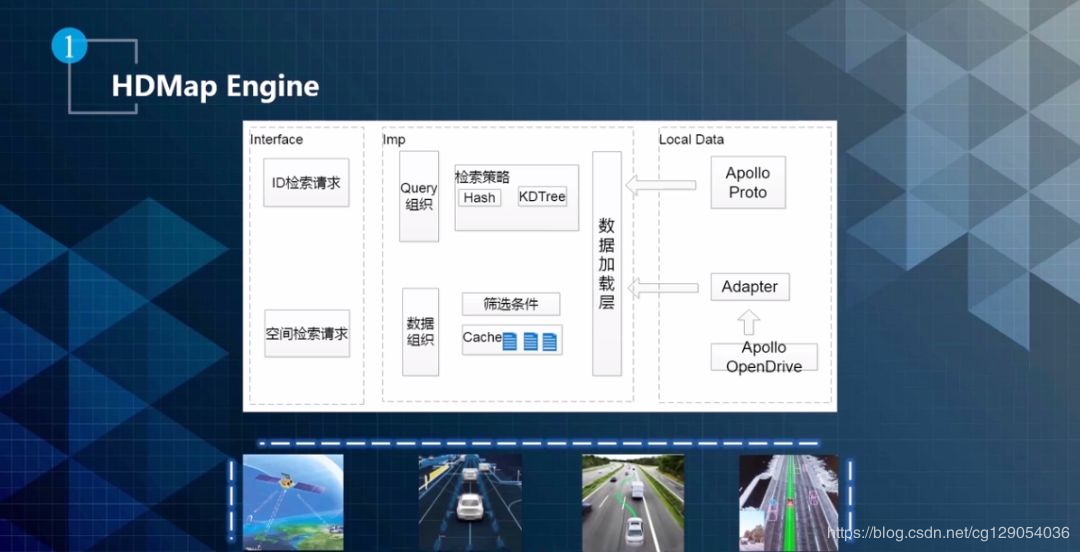 1
HDMap Engine
Interface
ID检索请求
空间检索请求
Imp
Query
组织
检索策略
Hash
KDTree
数据
组织
筛选条件
Cache
数
据
加
载
层
Local Data
Apollo
Proto
Adapter
Apollo
OpenDrive
https://blog.csdn.net/cg129054036